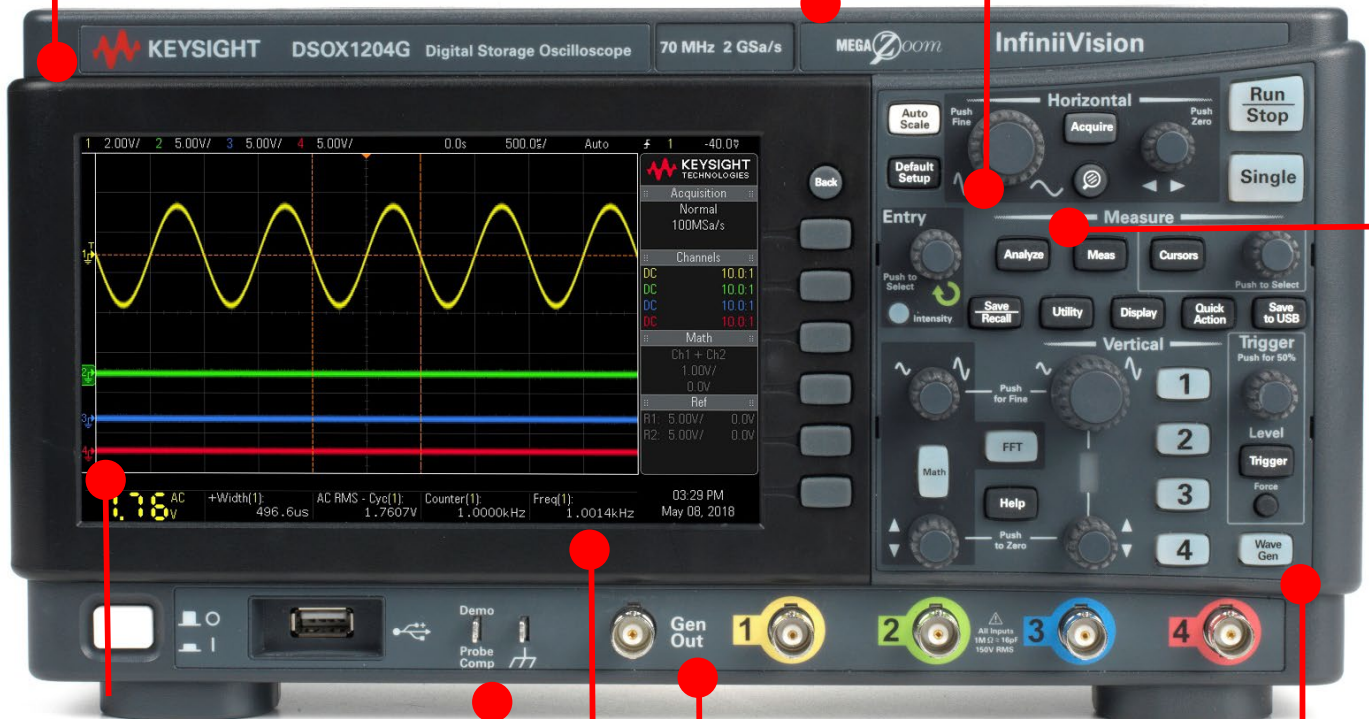 KEYSIGHT DSOX1204G Digital Storage Oscilloscope 70 MHz 2 GSa/s MEGA Zoom InfiniiVision
Auto Scale
Push Fine
Horizontal
Acquire
Push Zero
Run
Stop
Default Setup
Single
1 2.00V/ 2 5.00V/ 3 5.00V/ 4 5.00V/ 0.0s 500.0 Auto 1 -40.0
KEYSIGHT
TECHNOLOGIES
Acquisition
Normal
100MSa/s
Channels
DC 10.0:1
DC 10.0:1
DC 10.0:1
DC 10.0:1
Math
Ch1 + Ch2
1.00V/
0.0V
Ref
R1: 5.00V/ 0.0V
R2: 5.00V/ 0.0V
T
1
2
3
4
1.76 AC V
+Width(1):
496.6us
AC RMS - Cyc(1):
1.7607V
Counter(1):
1.0000kHz
Freq(1):
1.0014kHz
03:29 PM
May 08, 2018
Back
Entry
Push to Select
Intensity
Measure
Analyze
Meas
Cursors
Push to Select
Save
Recall
Utility
Display
Quick Action
Save to USB
Vertical
Push for Fine
1
2
3
4
FFT
Math
Help
Push to Zero
Trigger
Push for 50%
Level
Trigger
Force
Wave Gen
Demo
Probe Comp
Gen Out
1
2
All Inputs
1M Ω ≅ 16pF
150V RMS
3
4